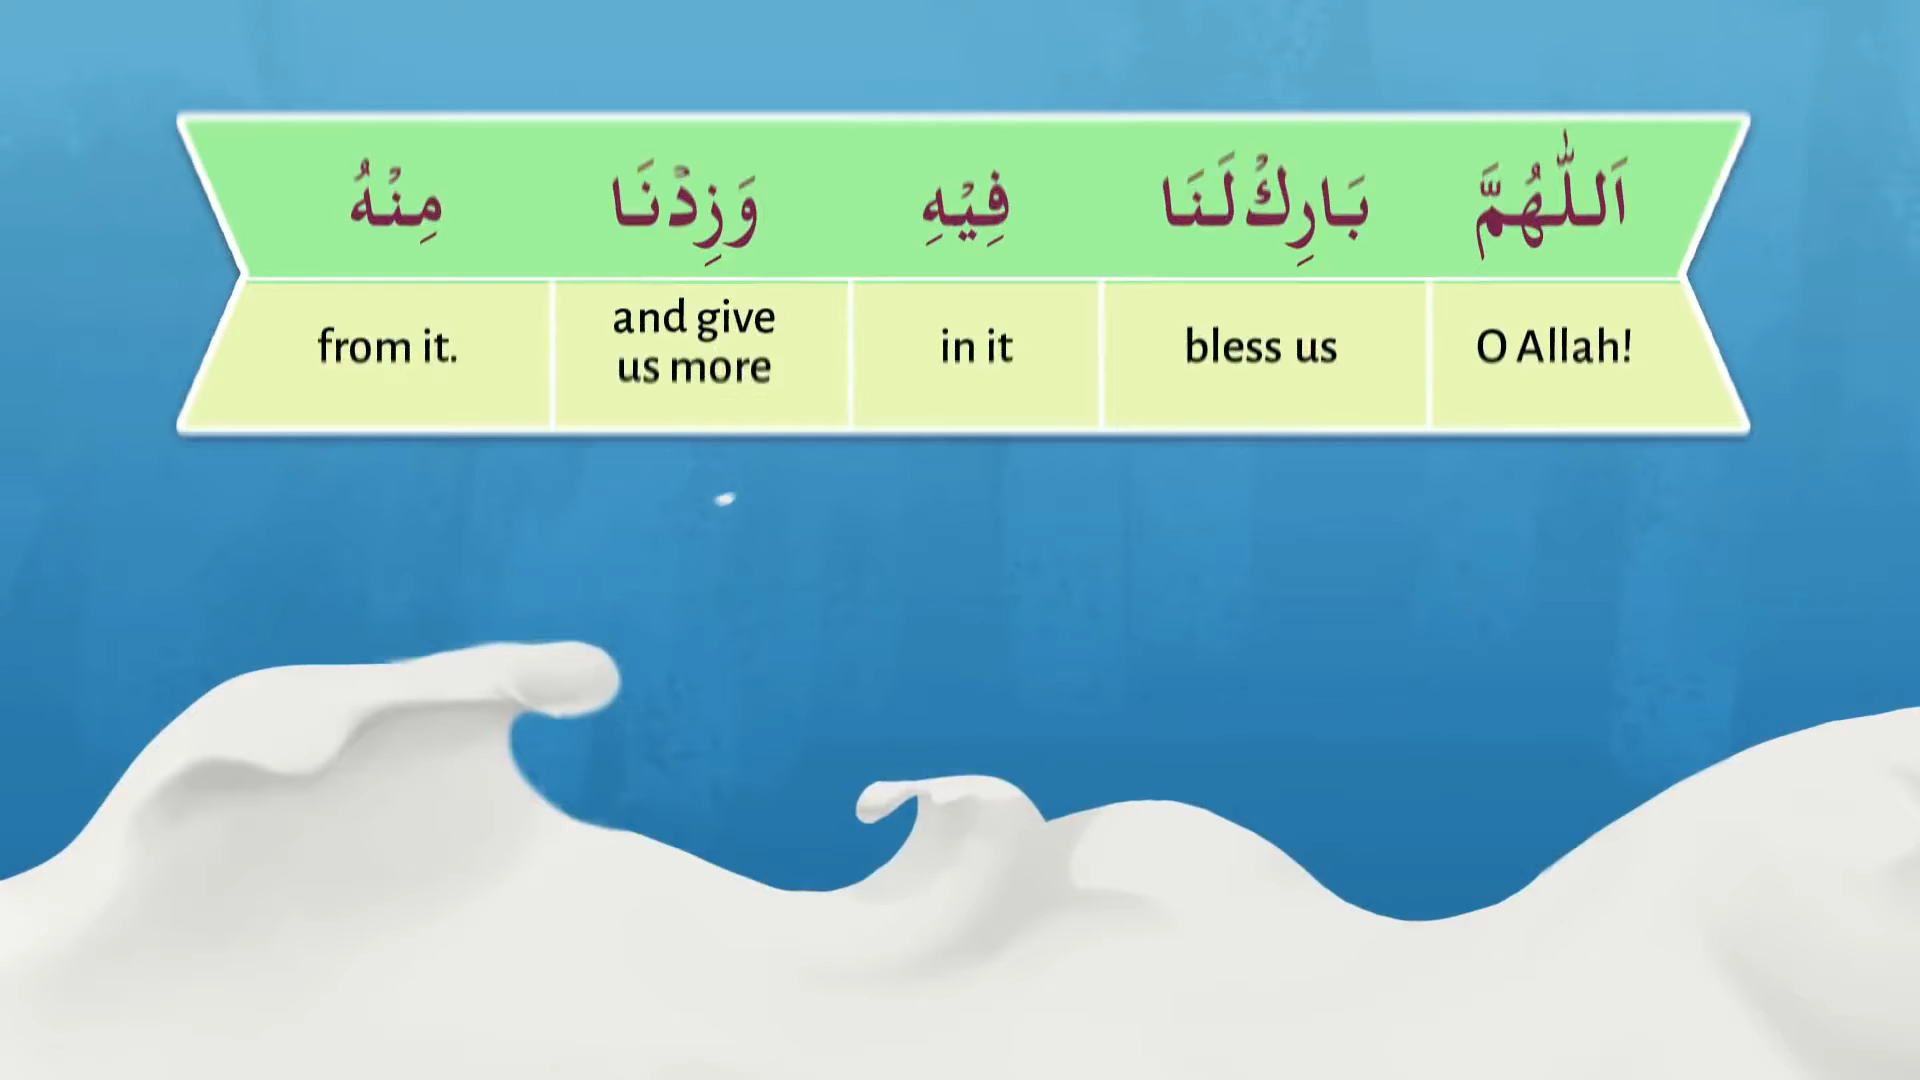 اَللّٰهُمَّ بَارِكْ لَنَا فِيْهِ وَزِدْنَا مِنْهُ
O Allah!
bless us
in it
and give
us more
from it.